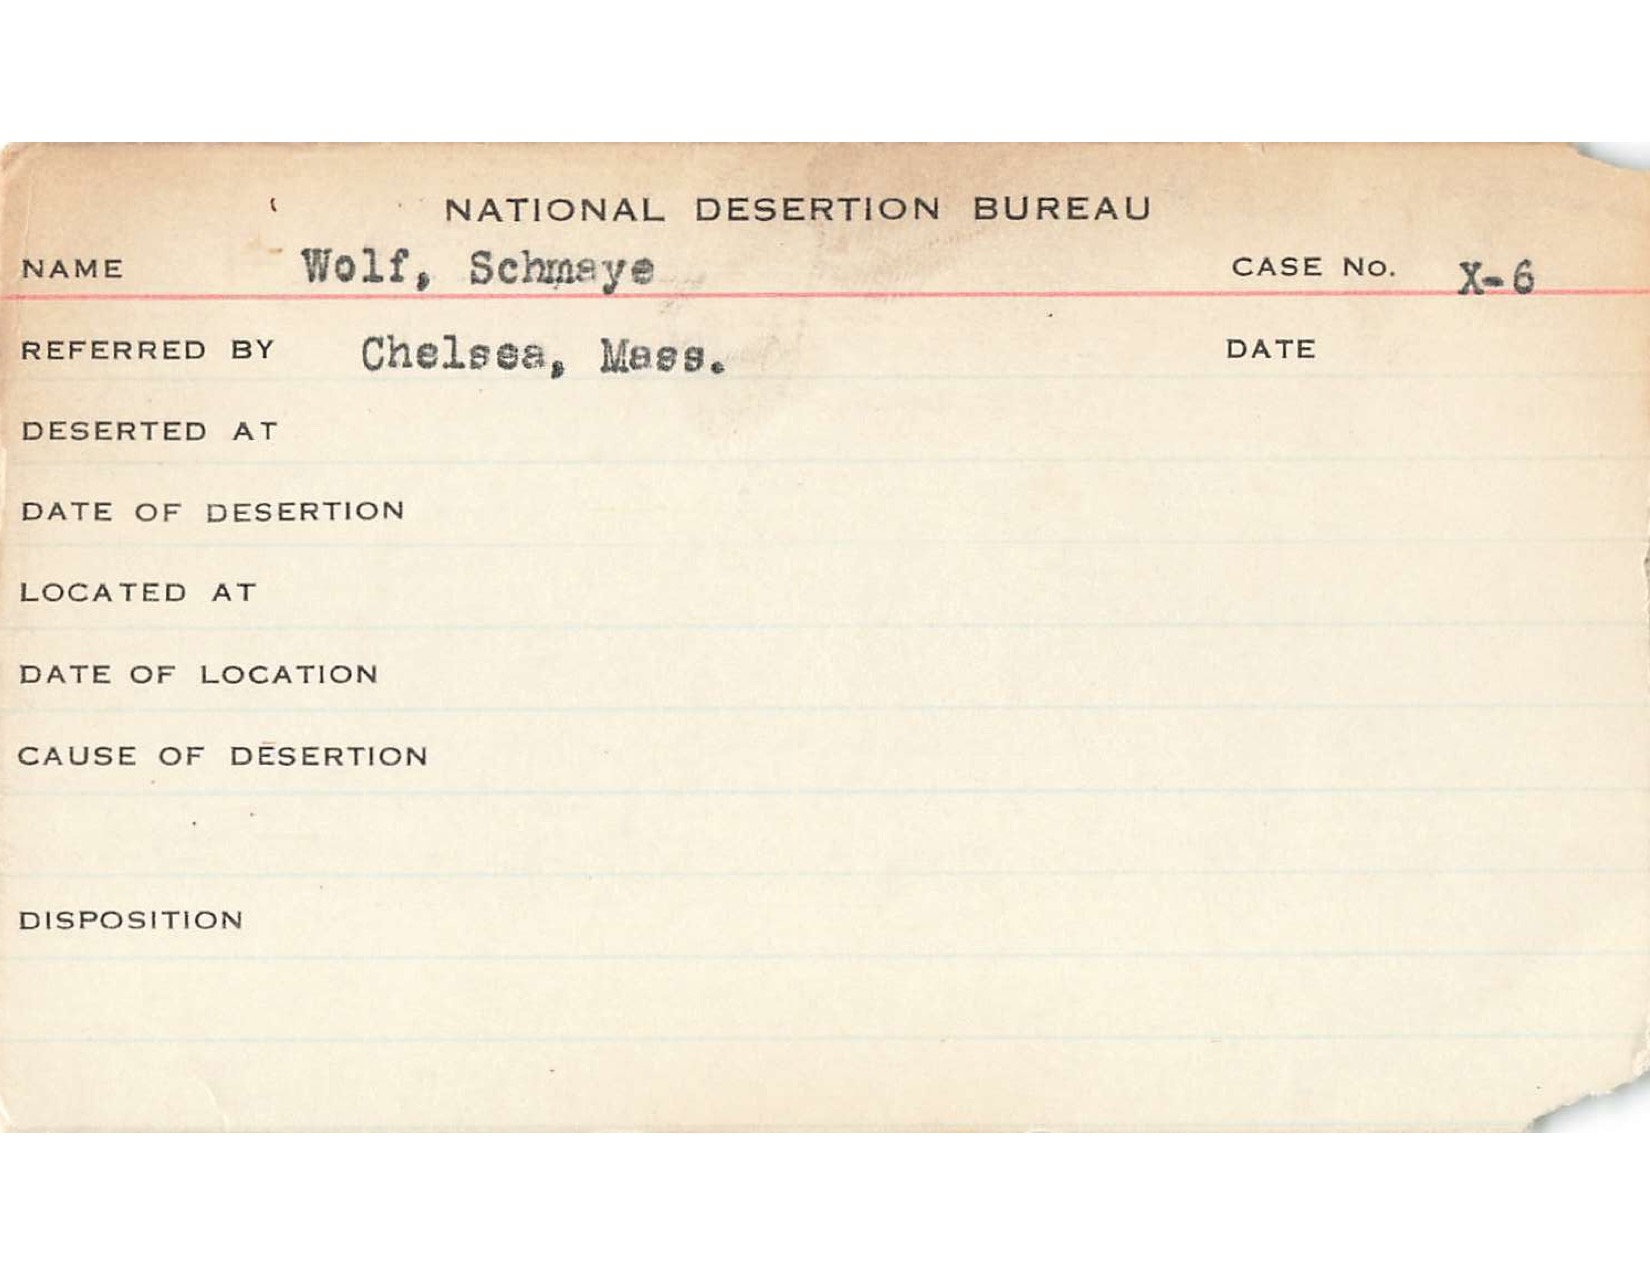 NATIONAL DESERTION BUREAU
NAME Wolf, Schmaye CASE No. X-6
REFERRED BY Chelsea, Mass. DATE
DESERTED AT
DATE OF DESERTION
LOCATED AT
DATE OF LOCATION
CAUSE OF DESERTION
DISPOSITION